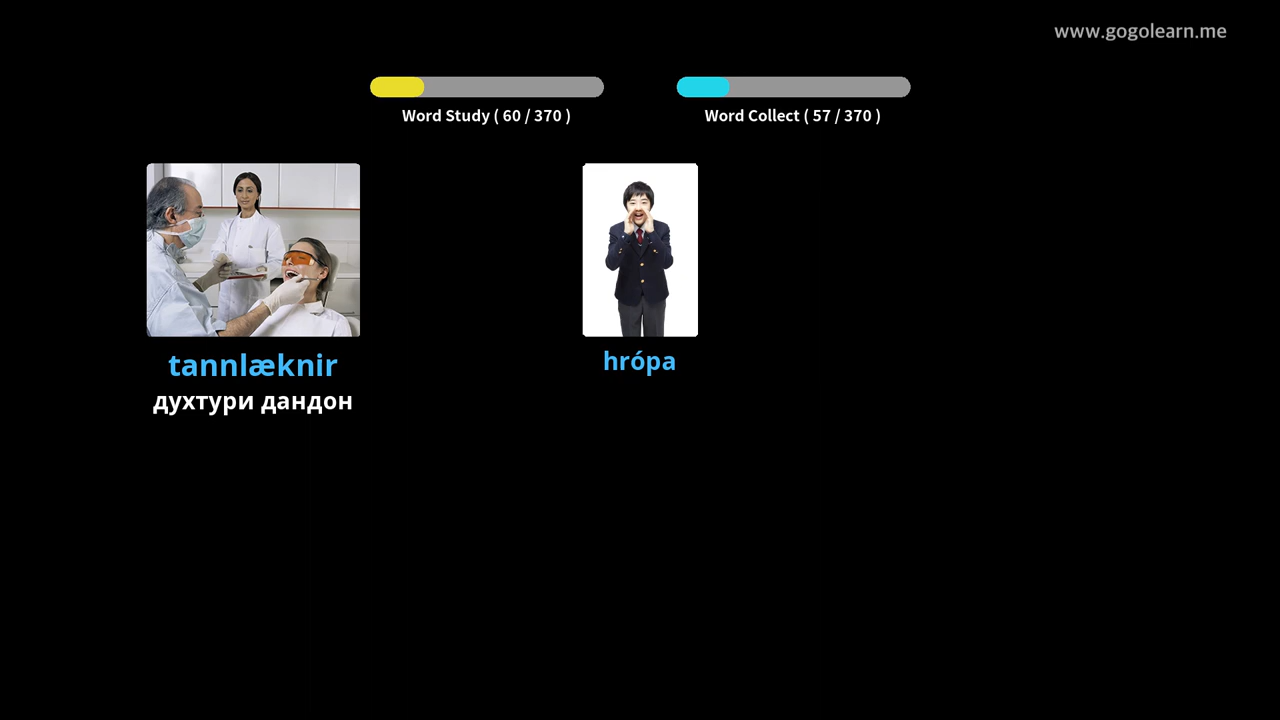 www.gogolearn.me
Word Study ( 60 / 370 )
Word Collect ( 57 / 370 )
tannlæknir
духтури дандон
hrópa